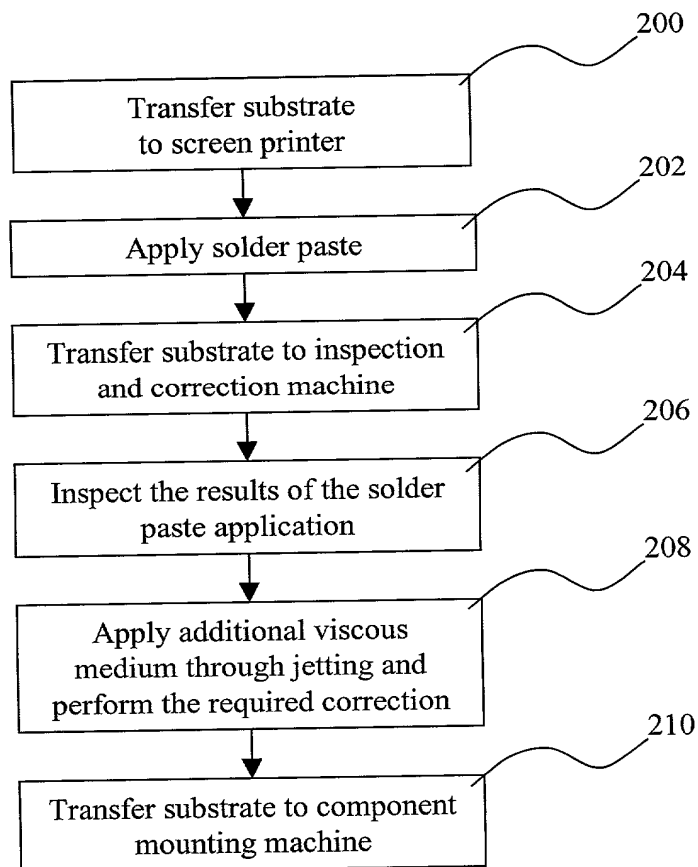 200
Transfer substrate
to screen printer
202
Apply solder paste
204
Transfer substrate to inspection
and correction machine
206
Inspect the results of the solder
paste application
208
Apply additional viscous
medium through jetting and
perform the required correction
210
Transfer substrate to component
mounting machine